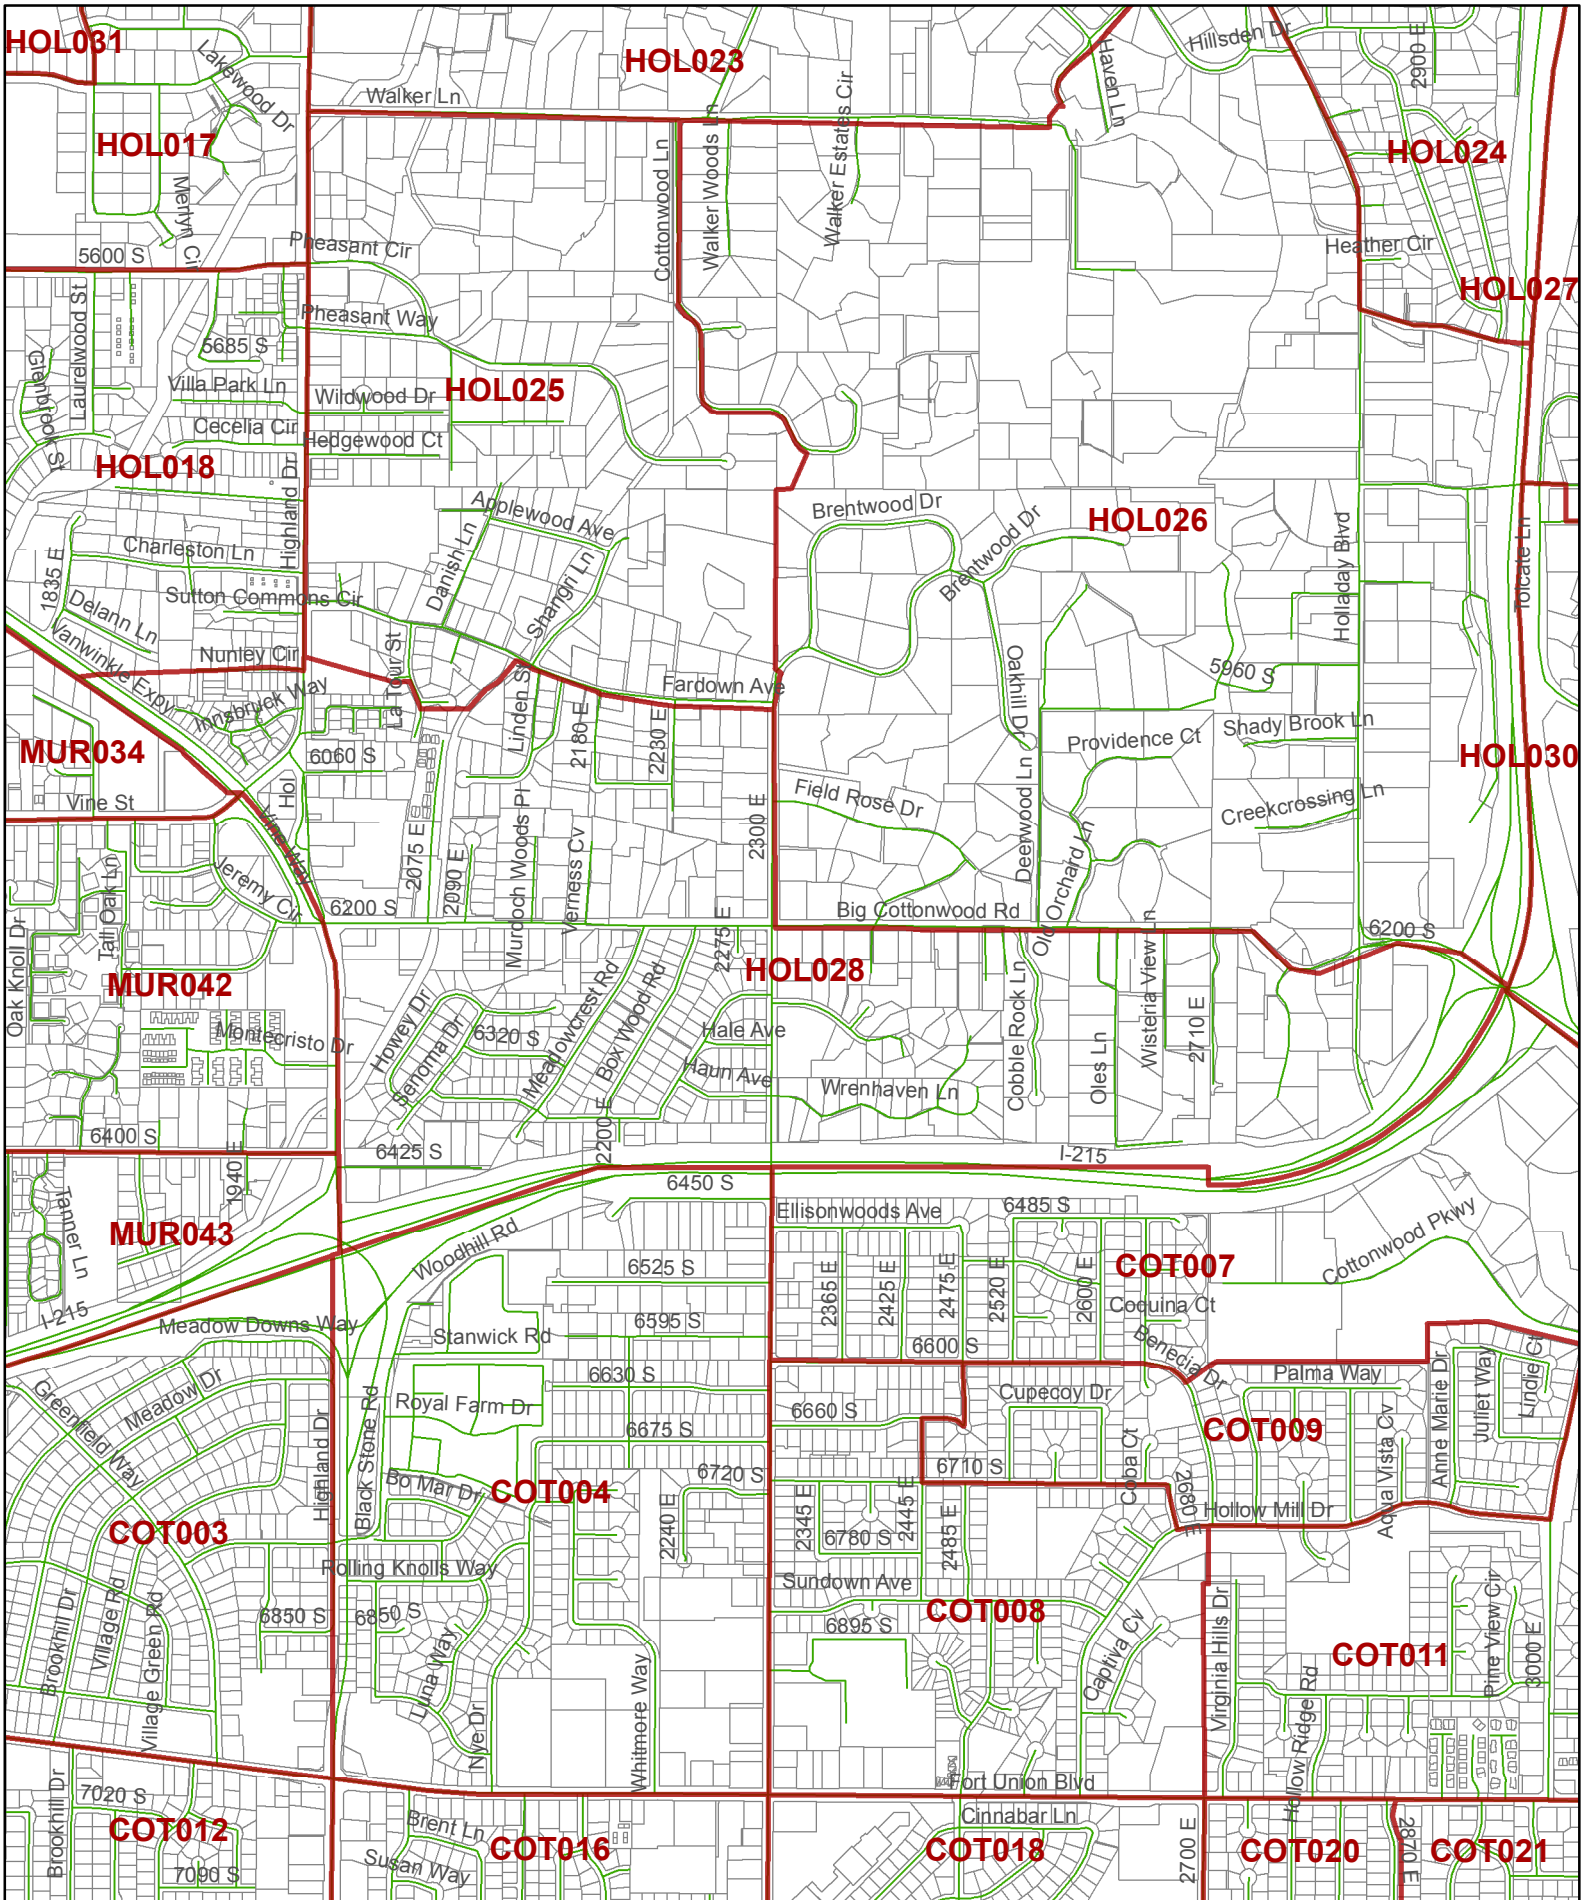 HOL031
HOL023
Hillsden Dr
2900 E
Lakewood Dr
Haven Ln
Walker Ln
HOL017
Walker Woods Ln
Walker Estates Cir
HOL024
Cottonwood Ln
Merlyn Cir
5600 S
Pheasant Cir
Heather Cir
HOL027
Laurelwood St
Pheasant Way
5685 S
Glenbrook St
Villa Park Ln
Wildwood Dr
HOL025
Cecelia Cir
Hedgewood Ct
HOL018
Highland Dr
Applewood Ave
Brentwood Dr
Brentwood Dr
HOL026
Holladay Blvd
Tolcate Ln
Charleston Ln
1835 E
Danish Ln
Shangri Ln
Sutton Commons Cir
Delann Ln
Vanwinkle Expy
Nunley Cir
La Tour St
Linden St
Fardown Ave
Oakhill Dr
5960 S
Innsbruck Way
2180 E
2230 E
Shady Brook Ln
Providence Ct
MUR034
6060 S
HOL030
Hol
Vine St
Vine Way
Murdoch Woods Pl
Field Rose Dr
Deerwood Ln
Creekcrossing Ln
2300 E
2075 E
2090 E
Verness Cv
Old Orchard Ln
Tall Oak Ln
Jeremy Cir
6200 S
Big Cottonwood Rd
6200 S
2275 E
Oak Knoll Dr
MUR042
HOL028
Wisteria View Ln
Howey Dr
Senoma Dr
6320 S
Meadowcrest Rd
Box Wood Rd
Hale Ave
Haun Ave
Montecristo Dr
Wrenhaven Ln
Cobble Rock Ln
Oles Ln
2710 E
6400 S
1940 E
6425 S
2200 E
I-215
6450 S
Tanner Ln
MUR043
Woodhill Rd
Ellisonwoods Ave
6485 S
Cottonwood Pkwy
6525 S
COT007
2365 E
2425 E
2475 E
2520 E
2600 E
Coquina Ct
I-215
Meadow Downs Way
Stanwick Rd
6595 S
6600 S
Benecia Dr
Palma Way
Anne Marie Dr
Juliet Way
Lindie Ct
Greenfield Way
Meadow Dr
6630 S
Royal Farm Dr
6660 S
Cupecoy Dr
6675 S
COT009
Highland Dr
Black Stone Rd
6720 S
6710 S
Coba Ct
Aqua Vista Cv
Bo Mar Dr
COT004
2680 E
Hollow Mill Dr
COT003
2240 E
2345 E
2445 E
2485 E
6780 S
Rolling Knolls Way
Sundown Ave
Brookhill Dr
Village Rd
Village Green Rd
6850 S
6850 S
6895 S
COT008
Luna Way
Captiva Cv
Virginia Hills Dr
COT011
Pine View Cir
3000 E
Nye Dr
Whitmore Way
Hollow Ridge Rd
Fort Union Blvd
7020 S
Brookhill Dr
COT012
Brent Ln
COT016
Cinnabar Ln
COT018
2700 E
COT020
2870 E
COT021
Susan Way
7090 S